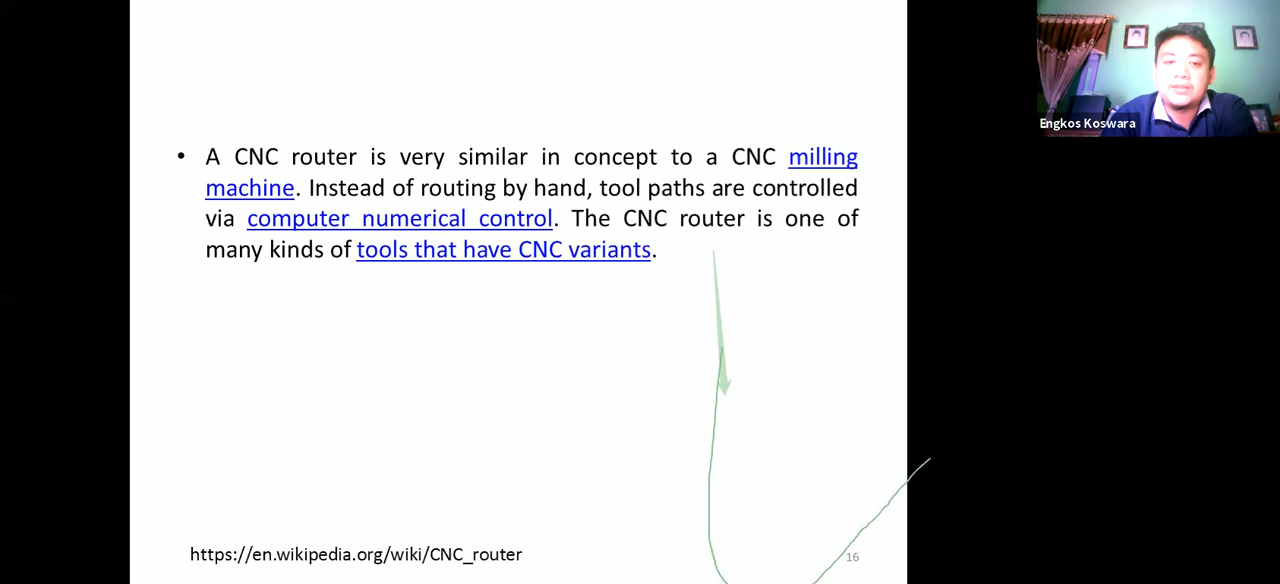 • A CNC router is very similar in concept to a CNC milling
machine. Instead of routing by hand, tool paths are controlled
via computer numerical control. The CNC router is one of
many kinds of tools that have CNC variants.
https://en.wikipedia.org/wiki/CNC_router
16
Engkos Koswara